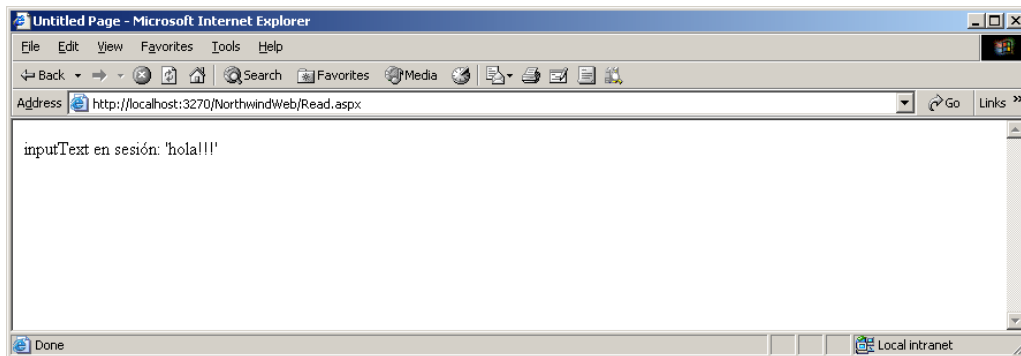 Untitled Page - Microsoft Internet Explorer
File Edit View Favorites Tools Help
Back Search Favorites Media
Address http://localhost:3270/NorthwindWeb/Read.aspx Go Links »
inputText en sesión: 'hola!!!'
Done Local intranet